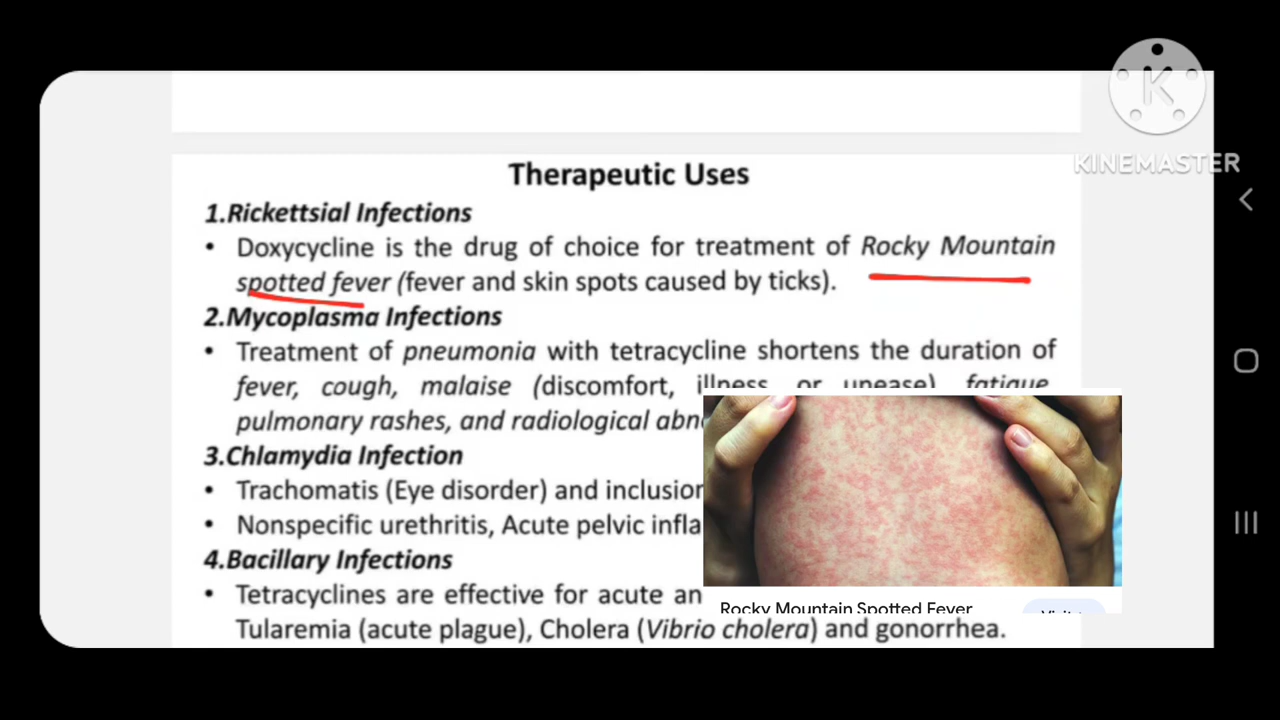 KINEMASTER
Therapeutic Uses
1.Rickettsial Infections
• Doxycycline is the drug of choice for treatment of Rocky Mountain
spotted fever (fever and skin spots caused by ticks).
2.Mycoplasma Infections
• Treatment of pneumonia with tetracycline shortens the duration of
fever, cough, malaise (discomfort, illness or unease), fatigue,
pulmonary rashes, and radiological
3.Chlamydia Infection
• Trachomatis (Eye disorder) and
• Nonspecific urethritis, Acute pelvic
4.Bacillary Infections
• Tetracyclines are effective for acute
Tularemia (acute plague), Cholera (Vibrio cholera) and gonorrhea.
Rocky Mountain Spotted Fever